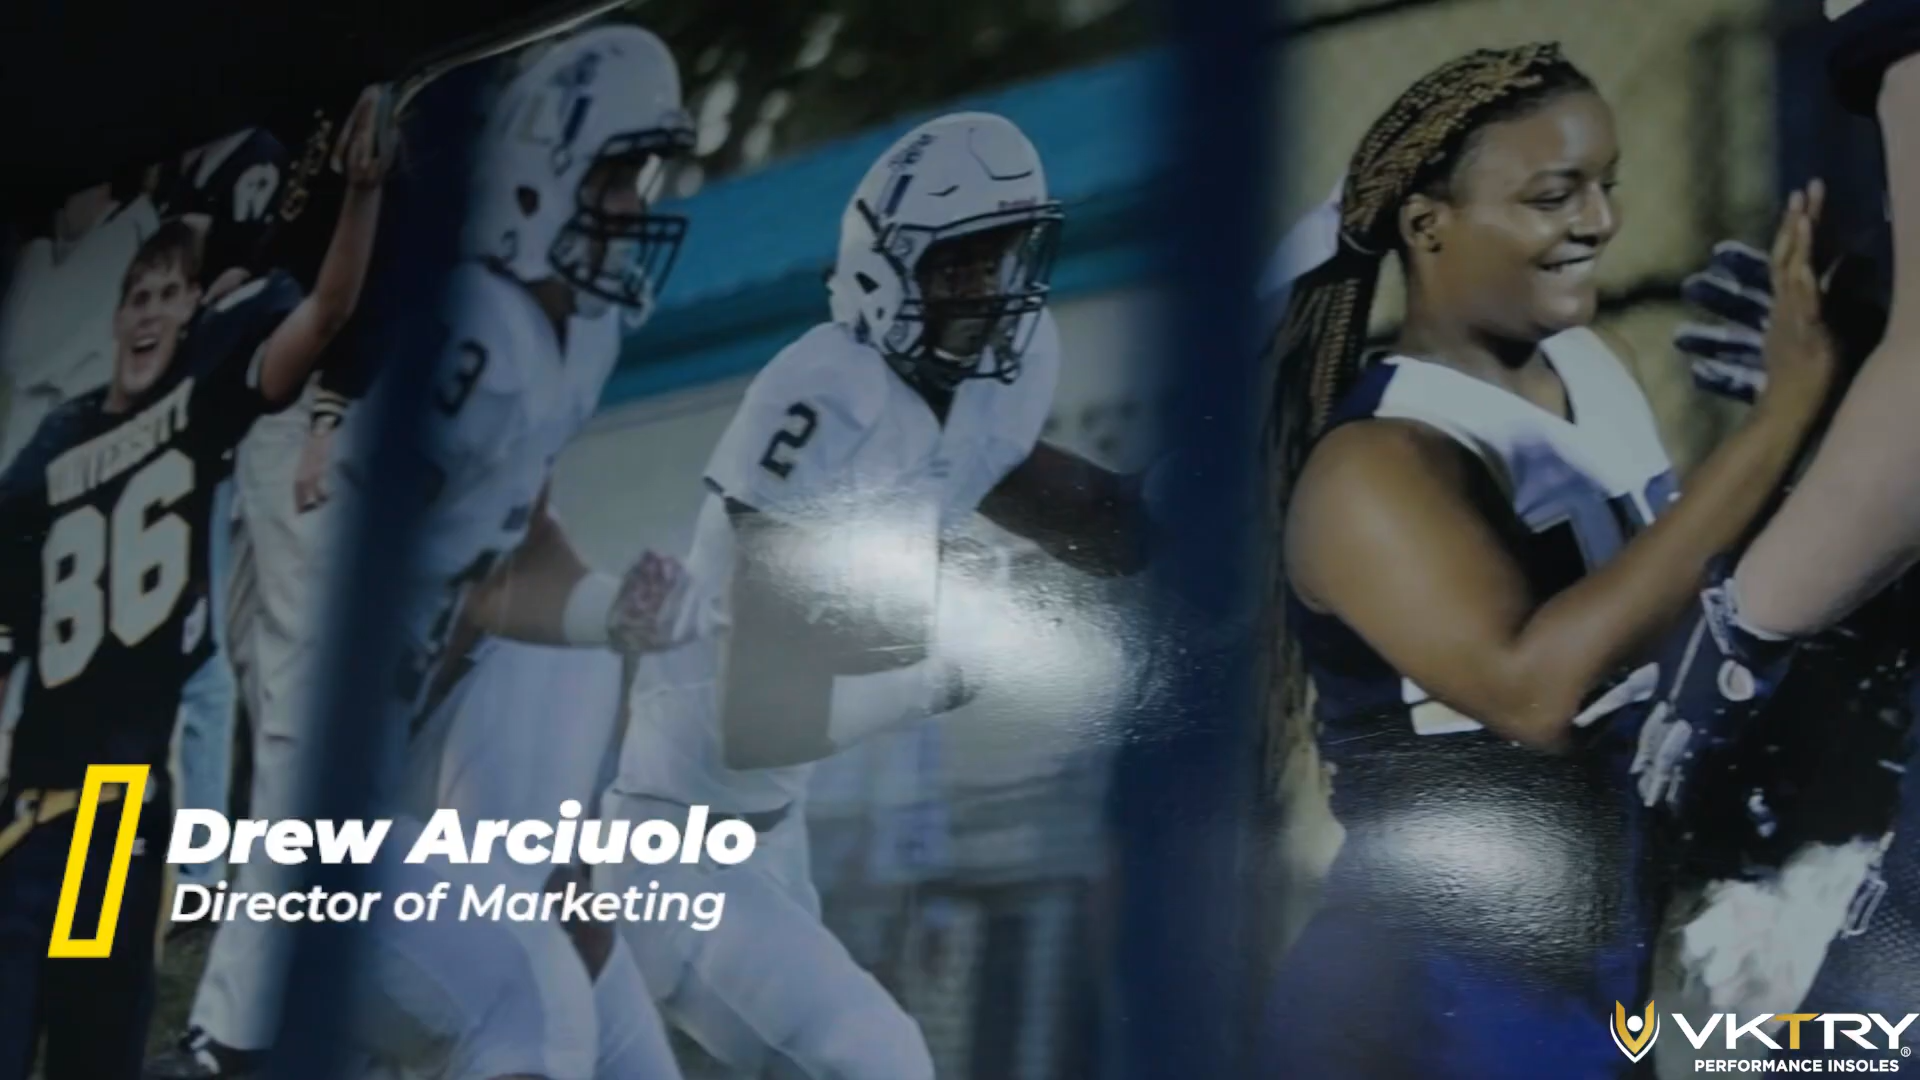 UNIVERSITY
86
3
2
Drew Arciuolo
Director of Marketing
VKTRY®
PERFORMANCE INSOLES